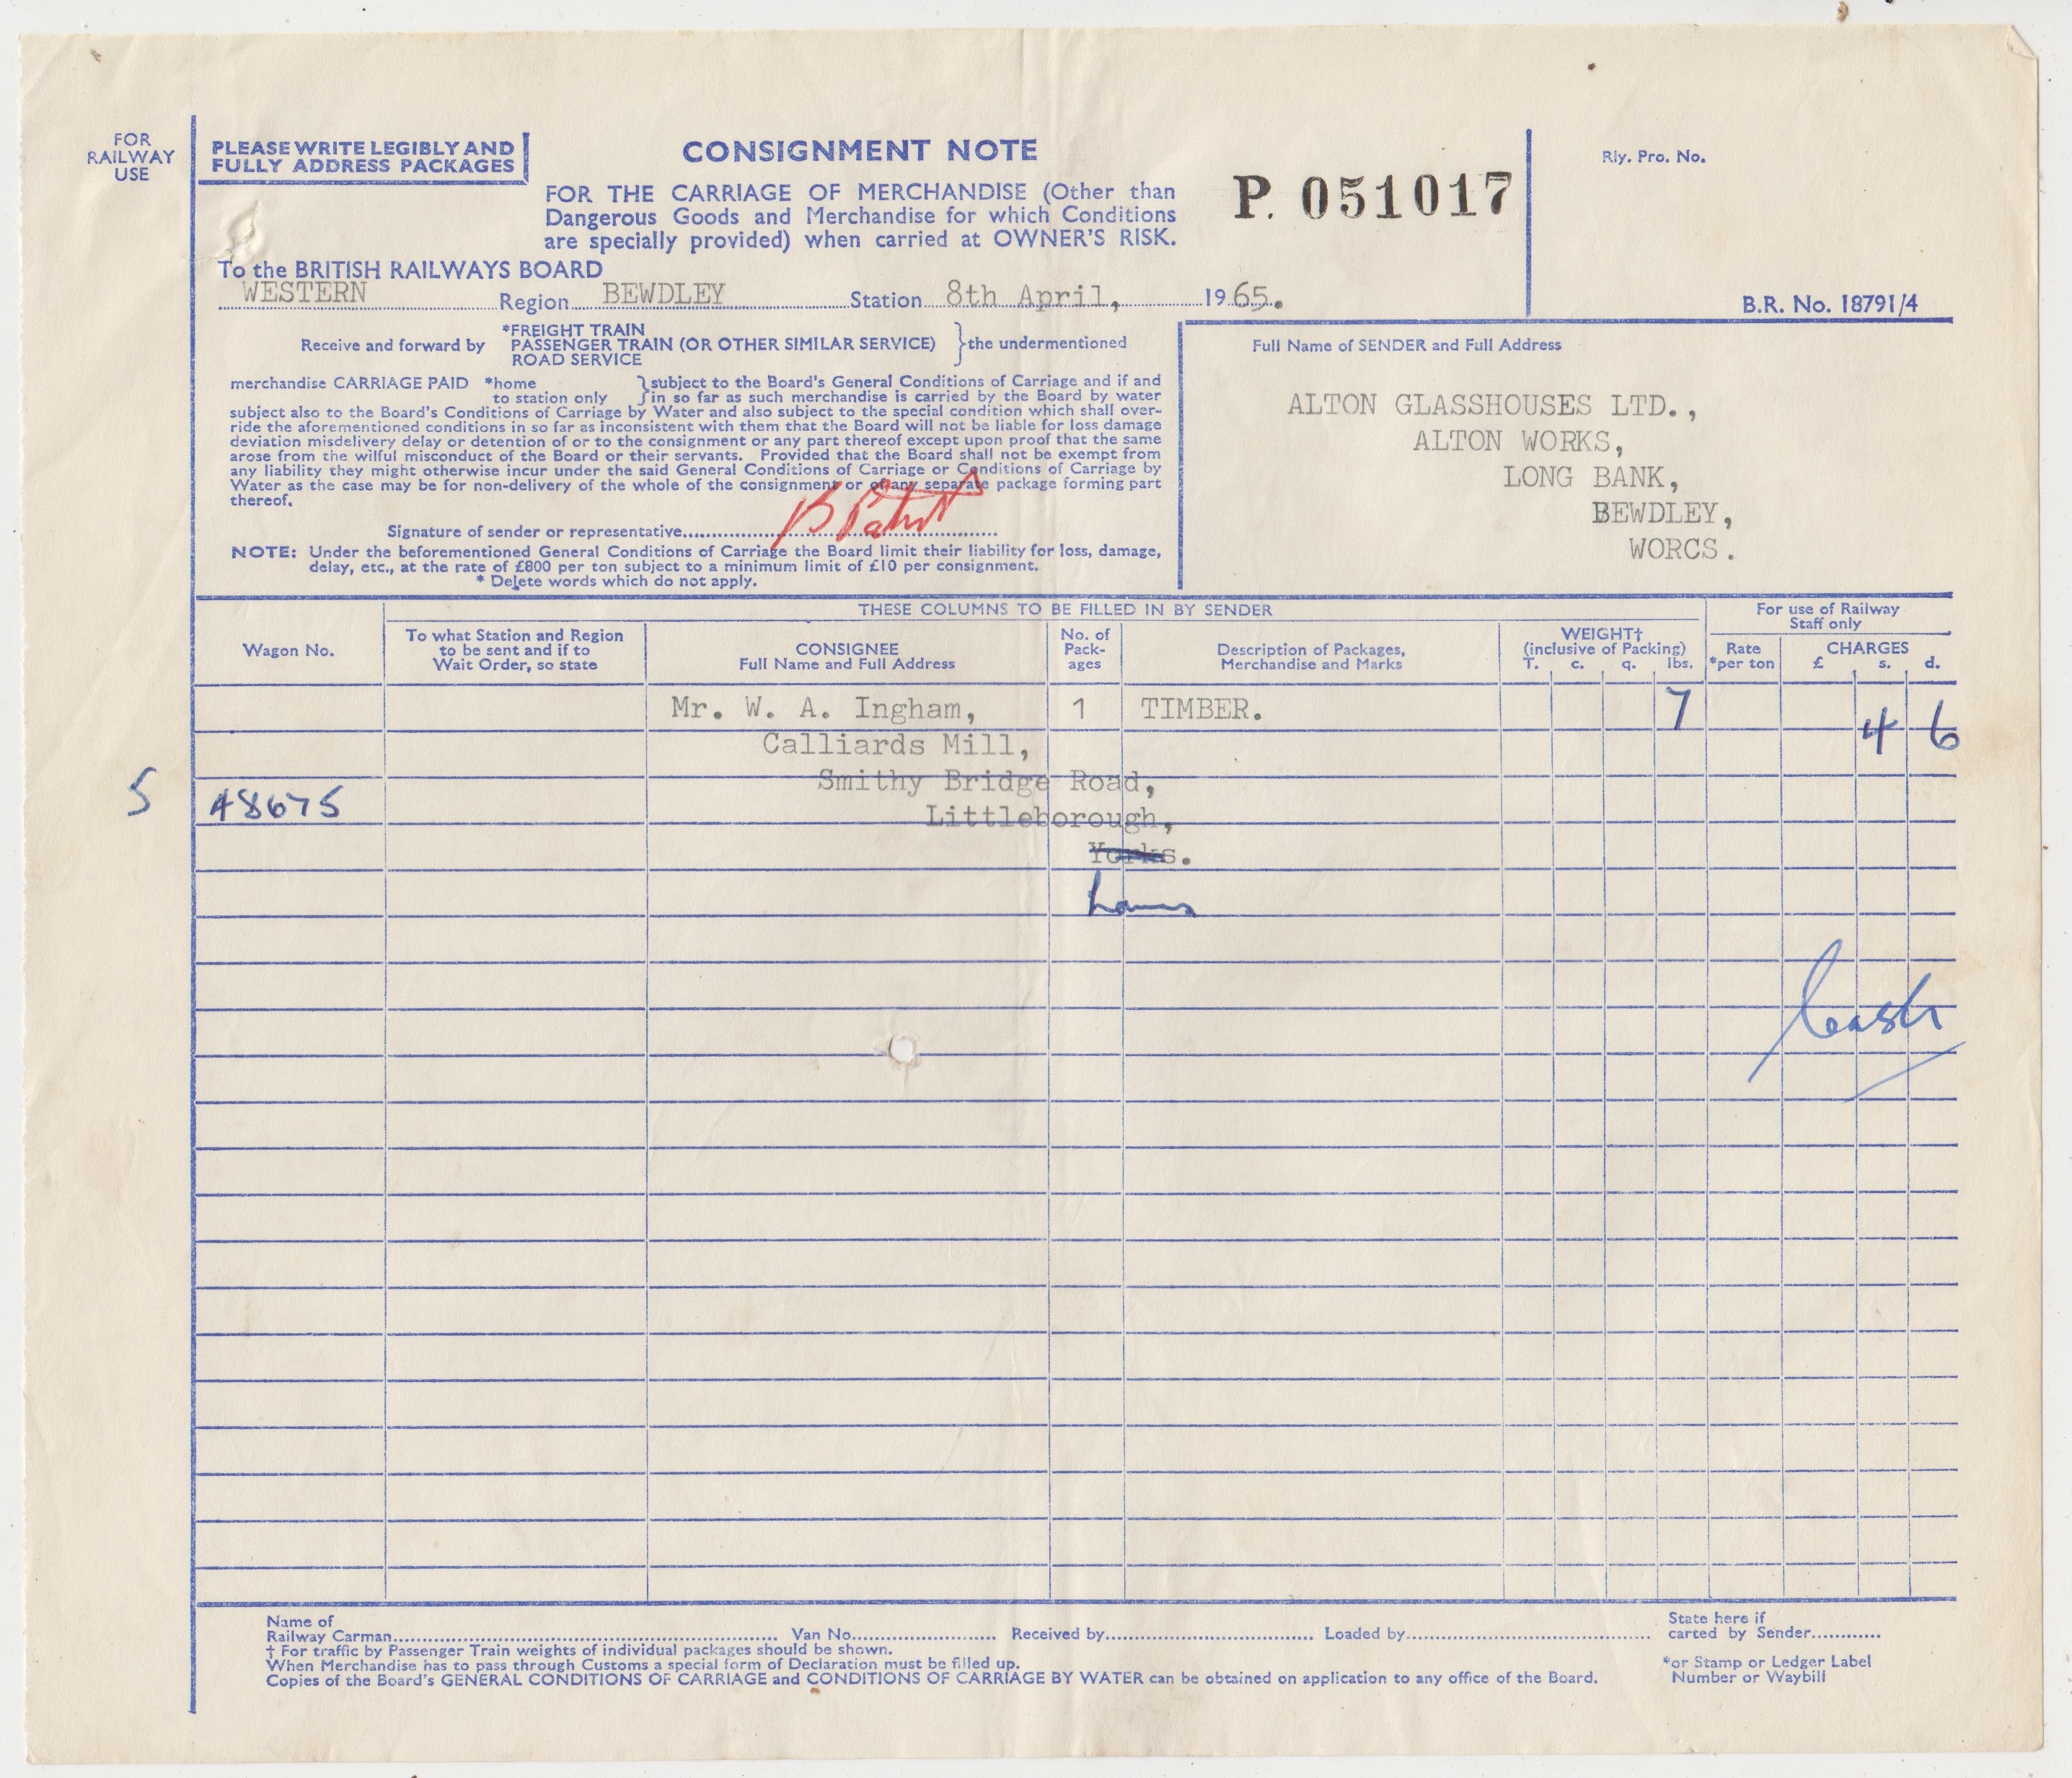 FOR
RAILWAY
USE
PLEASE WRITE LEGIBLY AND
FULLY ADDRESS PACKAGES
CONSIGNMENT NOTE
FOR THE CARRIAGE OF MERCHANDISE (Other than
Dangerous Goods and Merchandise for which Conditions
are specially provided) when carried at OWNER'S RISK.
P. 051017
Rly. Pro. No.
B.R. No. 18791/4
To the BRITISH RAILWAYS BOARD
WESTERN Region BEWDLEY Station 8th April, 1965.
Receive and forward by *FREIGHT TRAIN
PASSENGER TRAIN (OR OTHER SIMILAR SERVICE) } the undermentioned
ROAD SERVICE
merchandise CARRIAGE PAID *home } subject to the Board's General Conditions of Carriage and if and
to station only } in so far as such merchandise is carried by the Board by water
subject also to the Board's Conditions of Carriage by Water and also subject to the special condition which shall over-
ride the aforementioned conditions in so far as inconsistent with them that the Board will not be liable for loss damage
deviation misdelivery delay or detention of or to the consignment or any part thereof except upon proof that the same
arose from the wilful misconduct of the Board or their servants. Provided that the Board shall not be exempt from
any liability they might otherwise incur under the said General Conditions of Carriage or Conditions of Carriage by
Water as the case may be for non-delivery of the whole of the consignment or of any separate package forming part
thereof.
Signature of sender or representative B
NOTE: Under the beforementioned General Conditions of Carriage the Board limit their liability for loss, damage,
delay, etc., at the rate of £800 per ton subject to a minimum limit of £10 per consignment.
* Delete words which do not apply.
Full Name of SENDER and Full Address
ALTON GLASSHOUSES LTD.,
ALTON WORKS,
LONG BANK,
BEWDLEY,
WORCS.
THESE COLUMNS TO BE FILLED IN BY SENDER
For use of Railway
Staff only
Wagon No.
To what Station and Region
to be sent and if to
Wait Order, so state
CONSIGNEE
Full Name and Full Address
No. of
Pack-
ages
Description of Packages,
Merchandise and Marks
WEIGHT†
(inclusive of Packing)
T. c. q. lbs.
Rate
*per ton
CHARGES
£ s. d.
Mr. W. A. Ingham, 1 TIMBER. 7 4 6
Calliards Mill,
Smithy Bridge Road,
5 48675
Littleborough,
Yorks.
Lancs
Cash
Name of
Railway Carman Van No. Received by Loaded by
State here if
carted by Sender
† For traffic by Passenger Train weights of individual packages should be shown.
When Merchandise has to pass through Customs a special form of Declaration must be filled up.
Copies of the Board's GENERAL CONDITIONS OF CARRIAGE and CONDITIONS OF CARRIAGE BY WATER can be obtained on application to any office of the Board.
*or Stamp or Ledger Label
Number or Waybill